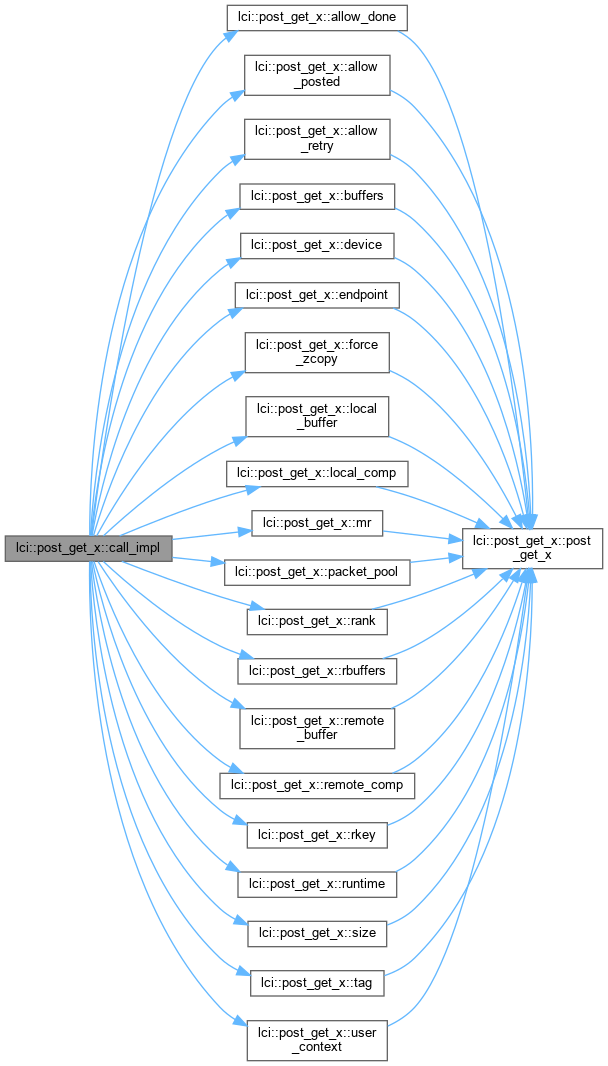 lci::post_get_x::allow_done
lci::post_get_x::allow
_posted
lci::post_get_x::allow
_retry
lci::post_get_x::buffers
lci::post_get_x::device
lci::post_get_x::endpoint
lci::post_get_x::force
_zcopy
lci::post_get_x::local
_buffer
lci::post_get_x::local_comp
lci::post_get_x::mr
lci::post_get_x::call_impl
lci::post_get_x::post
_get_x
lci::post_get_x::packet_pool
lci::post_get_x::rank
lci::post_get_x::rbuffers
lci::post_get_x::remote
_buffer
lci::post_get_x::remote_comp
lci::post_get_x::rkey
lci::post_get_x::runtime
lci::post_get_x::size
lci::post_get_x::tag
lci::post_get_x::user
_context